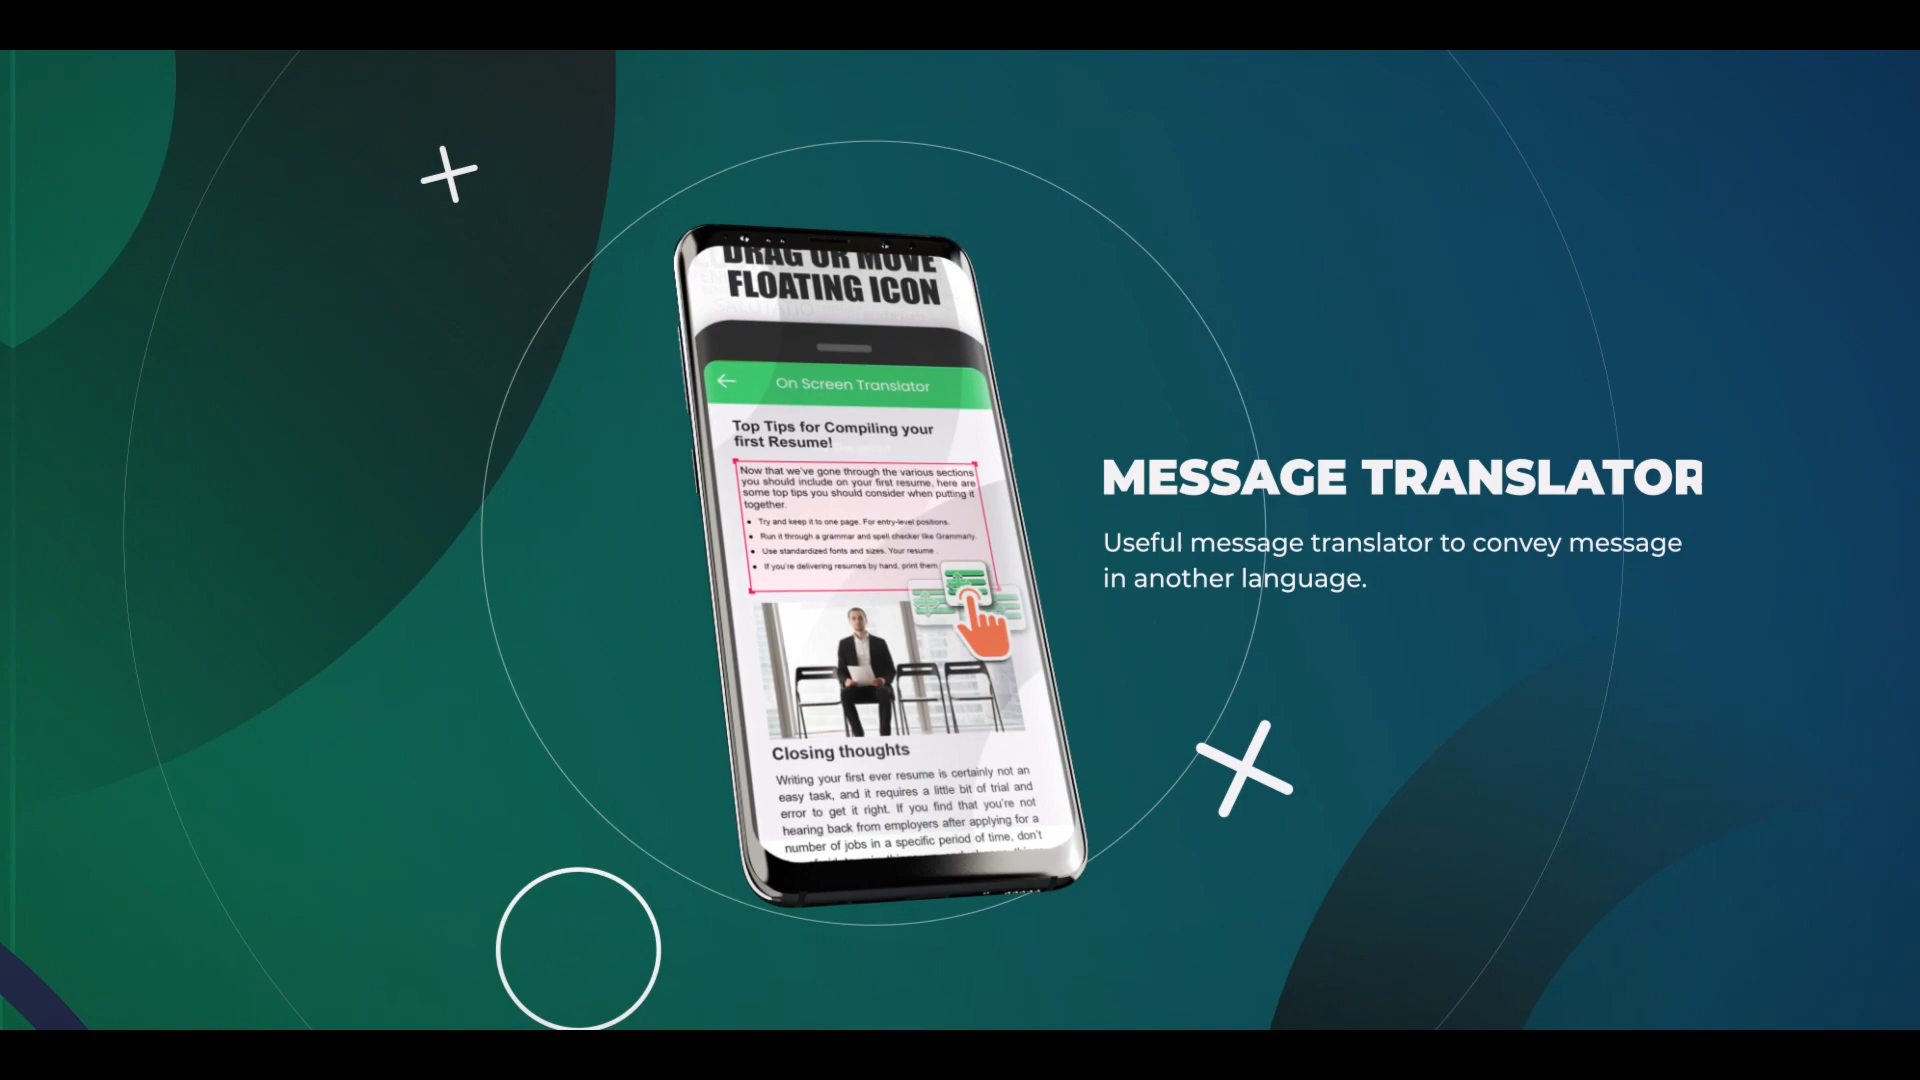 DRAG OR MOVE
FLOATING ICON
On Screen Translator
Top Tips for Compiling your
first Resume!
Now that we've gone through the various sections
you should include on your first resume, here are
some top tips you should consider when putting it
together.
• Try and keep it to one page. For entry-level positions.
• Run it through a grammar and spell checker like Grammarly.
• Use standardized fonts and sizes. Your resume .
• If you're delivering resumes by hand, print them
Closing thoughts
Writing your first ever resume is certainly not an
easy task, and it requires a little bit of trial and
error to get it right. If you find that you're not
hearing back from employers after applying for a
number of jobs in a specific period of time, don't
MESSAGE TRANSLATOR
Useful message translator to convey message
in another language.